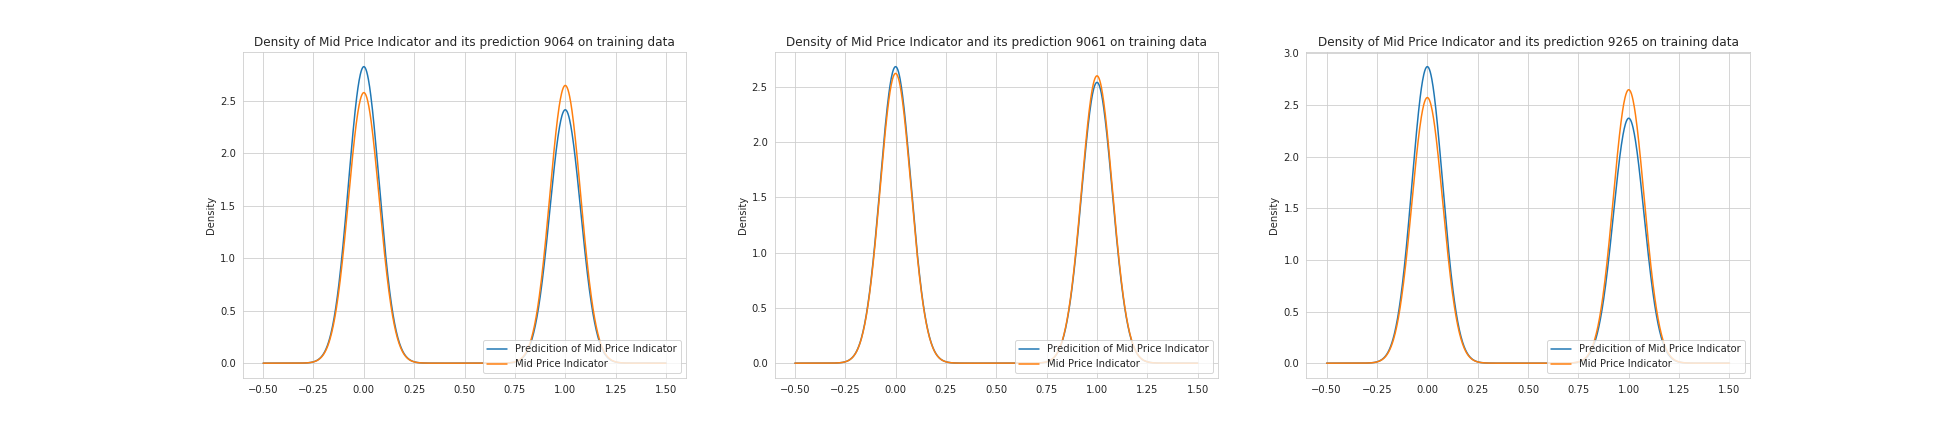 Density of Mid Price Indicator and its prediction 9064 on training data
Density
2.5
2.0
1.5
1.0
0.5
0.0
−0.50 −0.25 0.00 0.25 0.50 0.75 1.00 1.25 1.50
Predicition of Mid Price Indicator
Mid Price Indicator
Density of Mid Price Indicator and its prediction 9061 on training data
Density
2.5
2.0
1.5
1.0
0.5
0.0
−0.50 −0.25 0.00 0.25 0.50 0.75 1.00 1.25 1.50
Predicition of Mid Price Indicator
Mid Price Indicator
Density of Mid Price Indicator and its prediction 9265 on training data
Density
3.0
2.5
2.0
1.5
1.0
0.5
0.0
−0.50 −0.25 0.00 0.25 0.50 0.75 1.00 1.25 1.50
Predicition of Mid Price Indicator
Mid Price Indicator